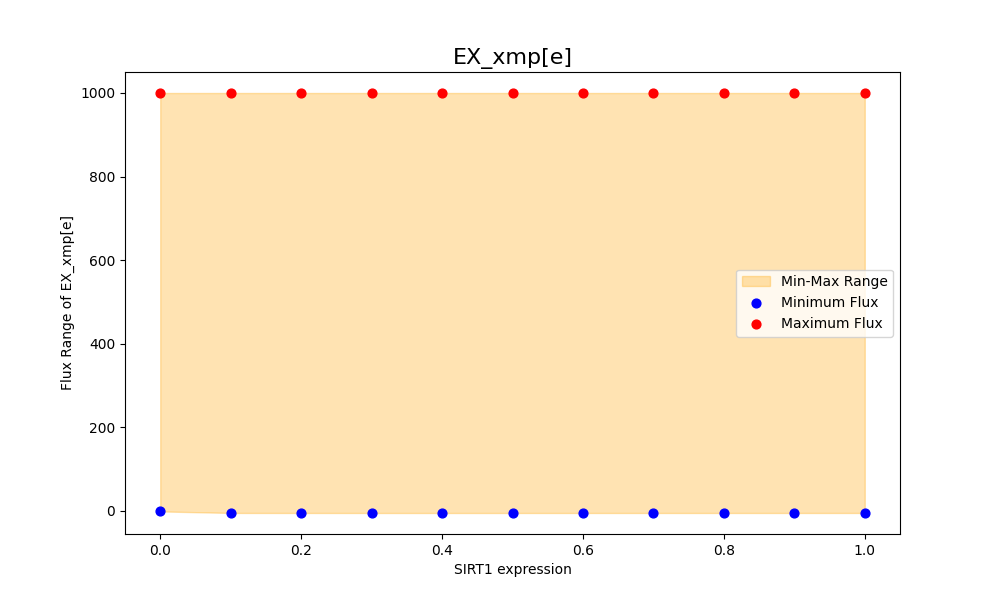 EX_xmp[e]
Flux Range of EX_xmp[e]
1000
800
600
400
200
0
Min-Max Range
Minimum Flux
Maximum Flux
0.0 0.2 0.4 0.6 0.8 1.0
SIRT1 expression